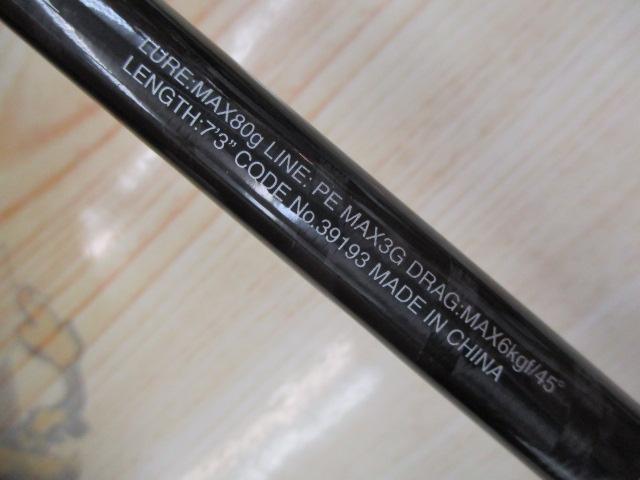 LURE:MAX80g LINE: PE MAX3G DRAG:MAX6kgf/45°
LENGTH:7'3" CODE No.39193 MADE IN CHINA